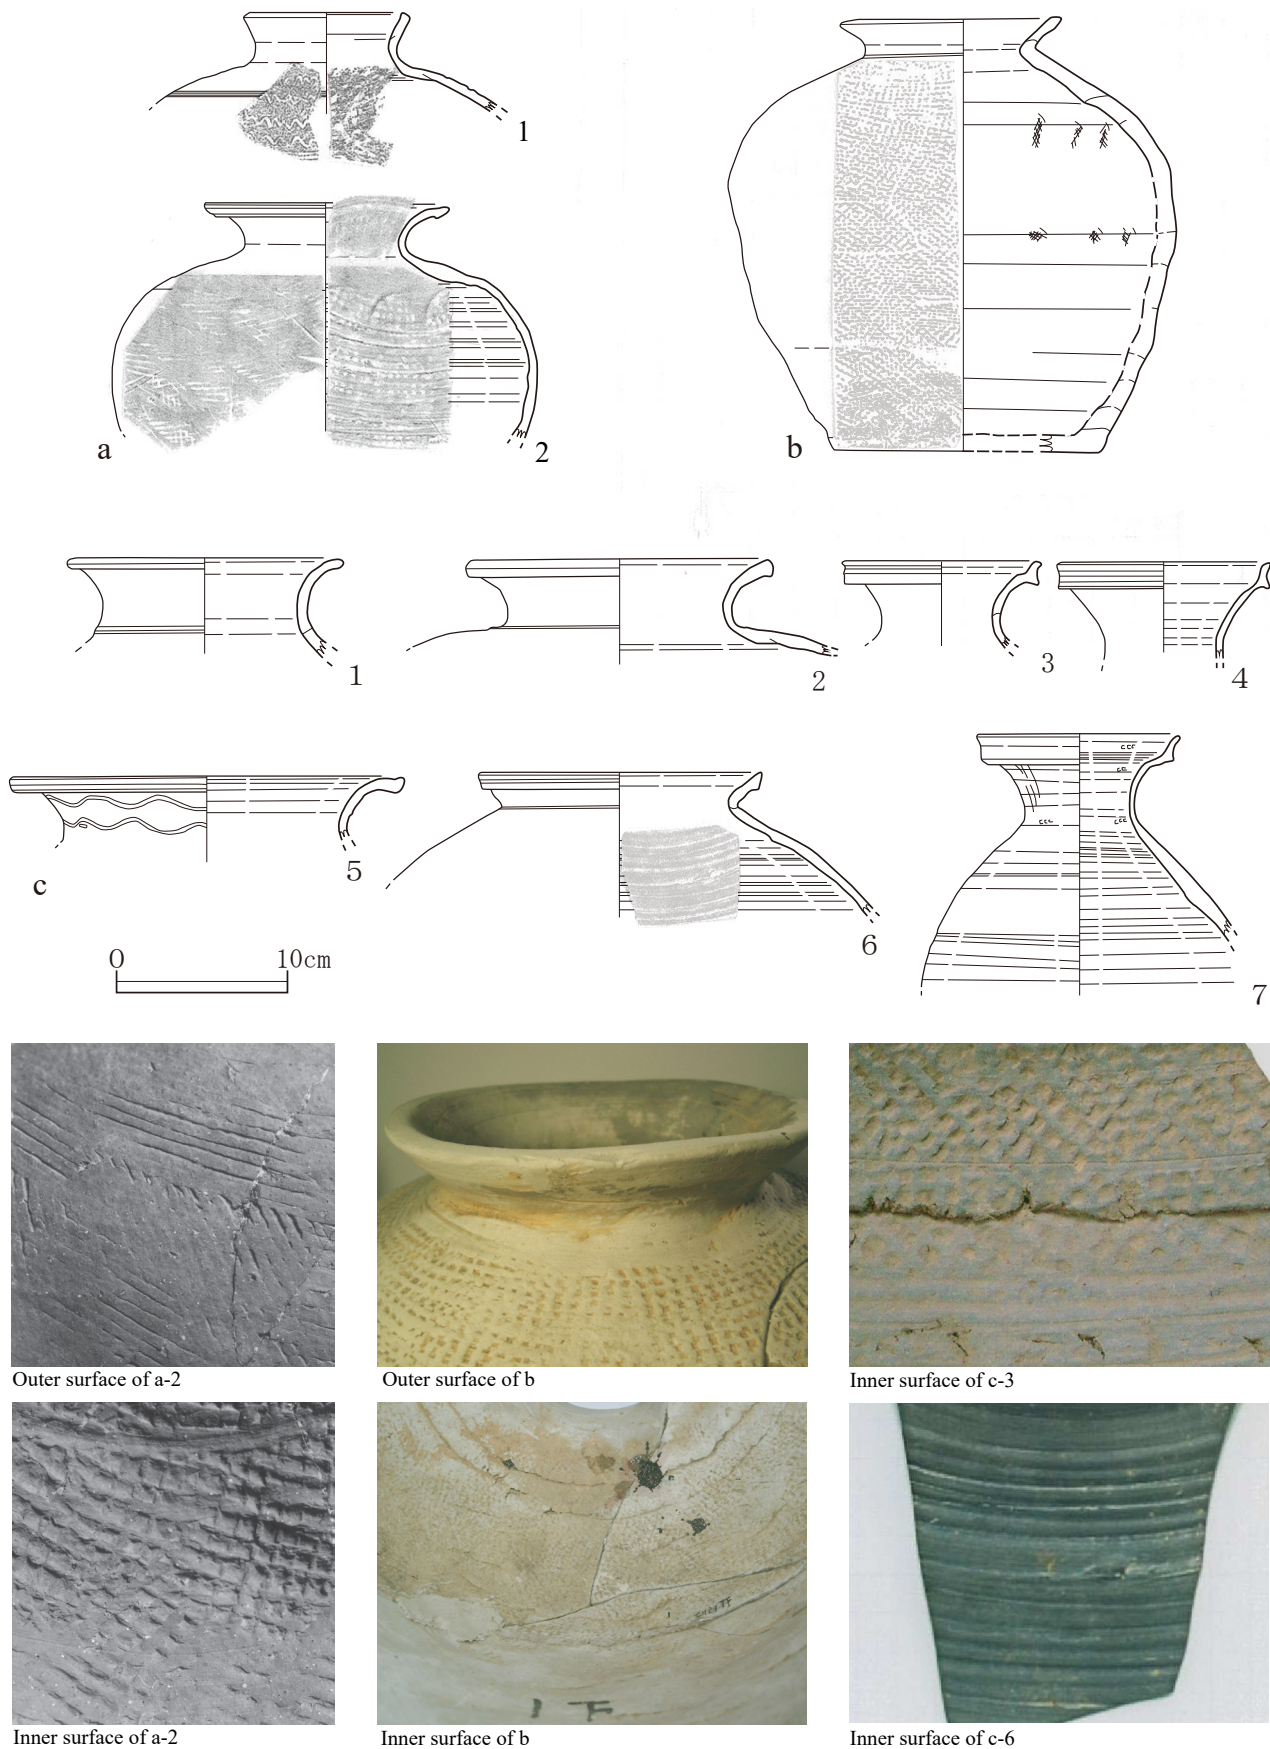 1
a
2
b
1
2
3
4
c
5
6
7
0 10cm
Outer surface of a-2
Outer surface of b
Inner surface of c-3
Inner surface of a-2
Inner surface of b
Inner surface of c-6